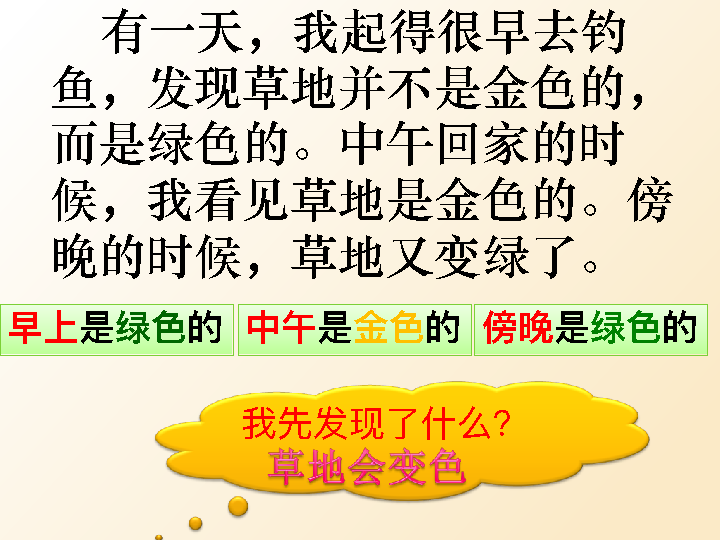 有一天，我起得很早去钓
鱼，发现草地并不是金色的，
而是绿色的。中午回家的时
候，我看见草地是金色的。傍
晚的时候，草地又变绿了。
早上是绿色的 中午是金色的 傍晚是绿色的
我先发现了什么?
草地会变色